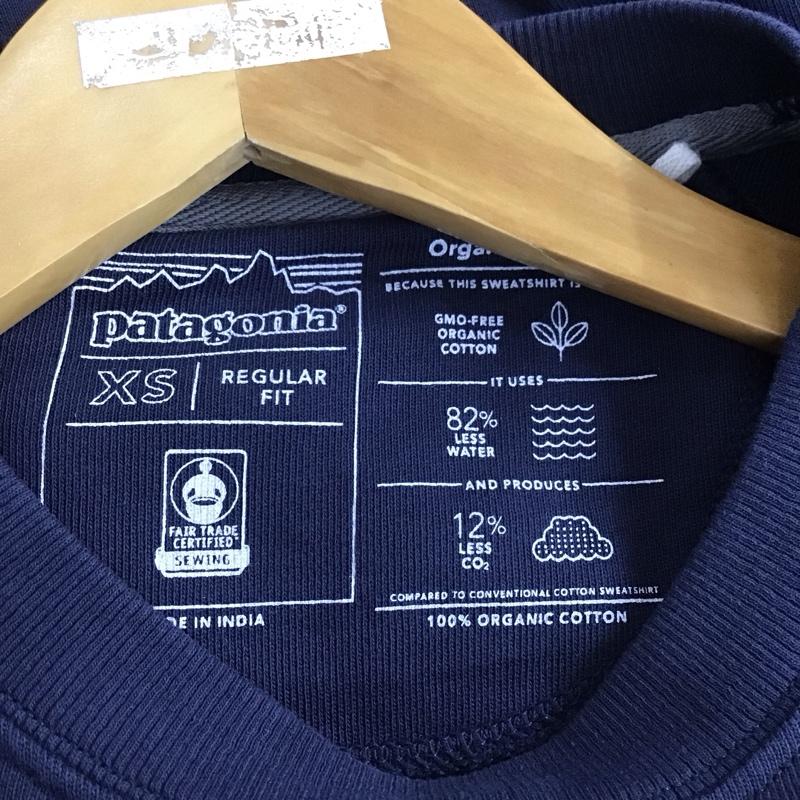 patagonia®
XS
REGULAR
FIT
FAIR TRADE
CERTIFIED
SEWING
DE IN INDIA
BECAUSE THIS SWEATSHIRT IS
GMO-FREE
ORGANIC
COTTON
IT USES
82%
LESS
WATER
AND PRODUCES
12%
LESS
CO₂
COMPARED TO CONVENTIONAL COTTON SWEATSHIRT
100% ORGANIC COTTON